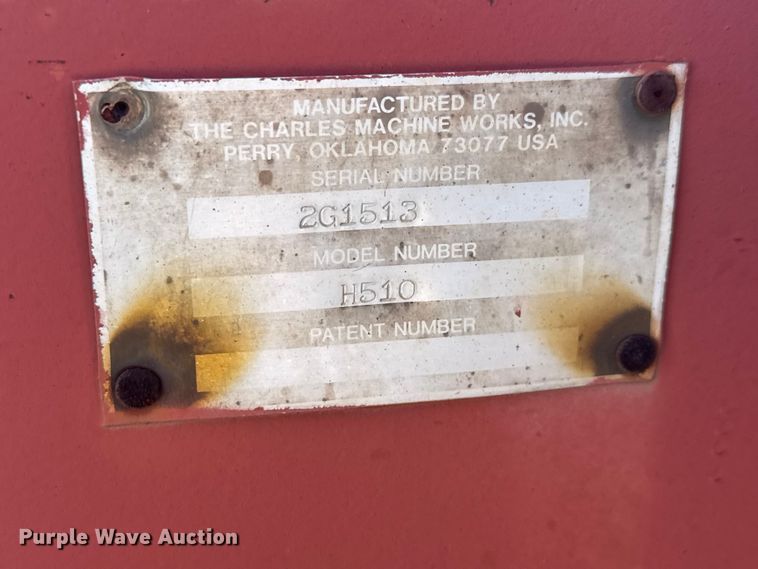 MANUFACTURED BY
THE CHARLES MACHINE WORKS, INC.
PERRY, OKLAHOMA 73077 USA
SERIAL NUMBER
2G1513
MODEL NUMBER
H510
PATENT NUMBER
Purple Wave Auction